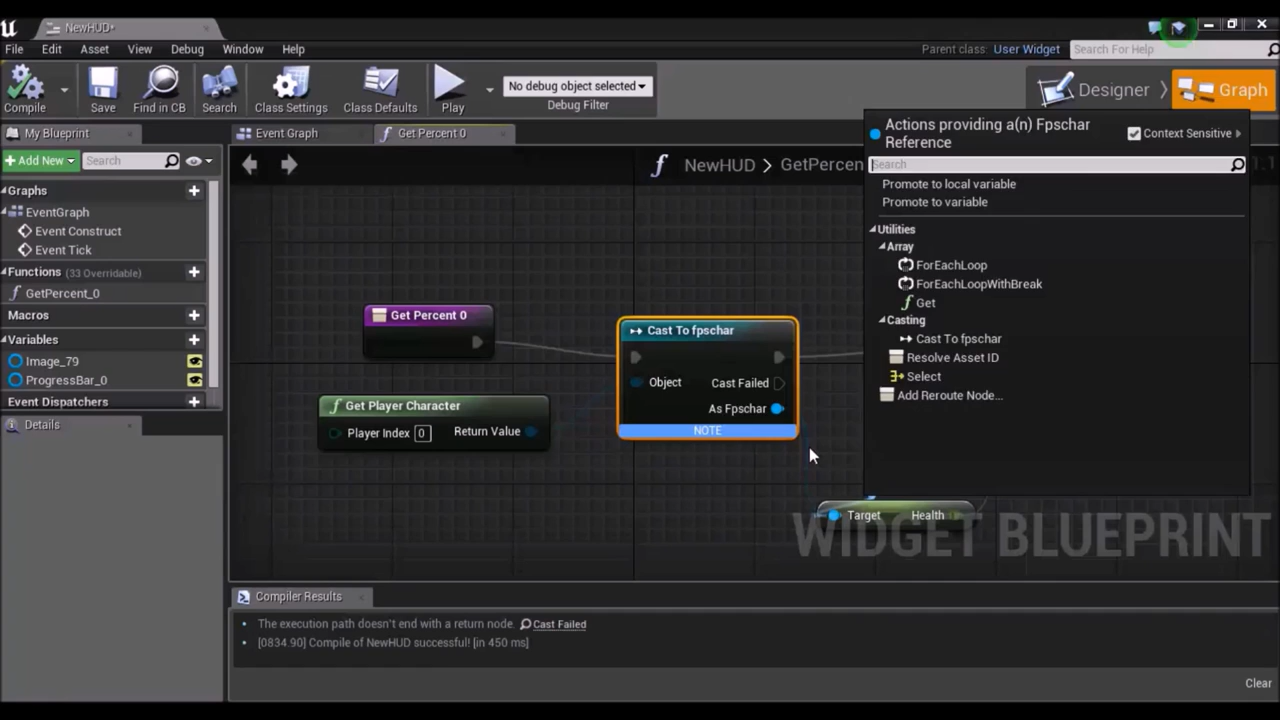 NewHUD*
File Edit Asset View Debug Window Help
Parent class: User Widget Search For Help
Compile Save Find in CB Search Class Settings Class Defaults Play
No debug object selected
Debug Filter
Designer Graph
My Blueprint
Event Graph Get Percent 0
+ Add New Search
NewHUD > GetPercen
Actions providing a(n) Fpschar
Reference
Context Sensitive
Search
Promote to local variable
Promote to variable
Utilities
Array
ForEachLoop
ForEachLoopWithBreak
Get
Casting
Cast To fpschar
Resolve Asset ID
Select
Add Reroute Node...
Graphs
EventGraph
Event Construct
Event Tick
Functions (33 Overridable)
GetPercent_0
Macros
Variables
Image_79
ProgressBar_0
Event Dispatchers
Details
Get Percent 0
Cast To fpschar
Object Cast Failed
As Fpschar
NOTE
Get Player Character
Player Index 0 Return Value
Target Health
WIDGET BLUEPRINT
Compiler Results
• The execution path doesn't end with a return node. Cast Failed
• [0834.90] Compile of NewHUD successful! [in 450 ms]
Clear